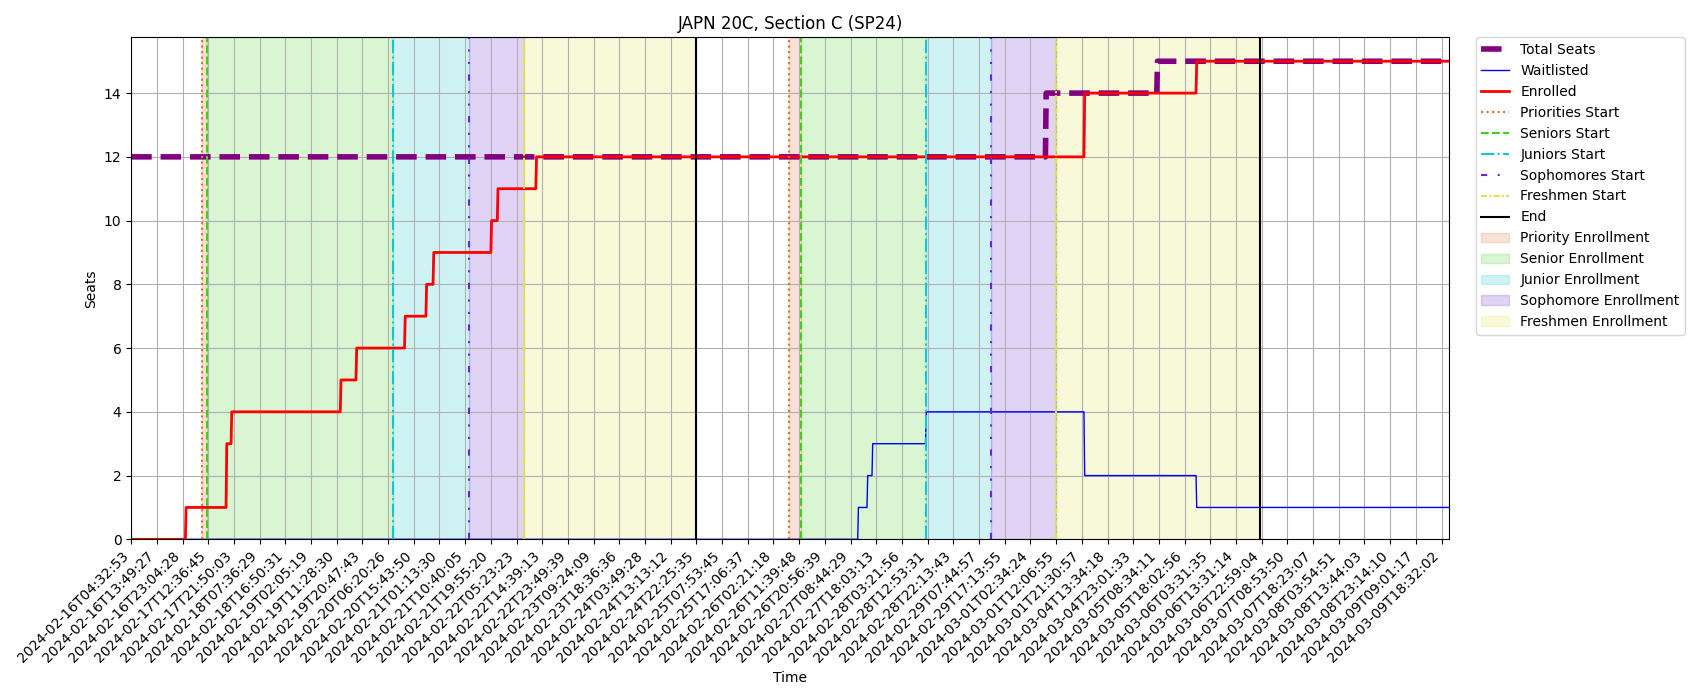 JAPN 20C, Section C (SP24)
Seats
14
12
10
8
6
4
2
0
2024-02-16T04:32:53
2024-02-16T13:49:27
2024-02-16T23:04:28
2024-02-17T12:36:45
2024-02-17T21:50:03
2024-02-18T07:36:29
2024-02-18T16:50:31
2024-02-19T02:05:19
2024-02-19T11:28:30
2024-02-19T20:47:43
2024-02-20T06:20:26
2024-02-20T15:43:50
2024-02-21T01:13:30
2024-02-21T10:40:05
2024-02-21T19:55:20
2024-02-22T05:23:23
2024-02-22T14:39:13
2024-02-22T23:49:39
2024-02-23T09:24:09
2024-02-23T18:36:36
2024-02-24T03:49:28
2024-02-24T13:13:12
2024-02-24T22:25:35
2024-02-25T07:53:45
2024-02-25T17:06:37
2024-02-26T02:21:18
2024-02-26T11:39:48
2024-02-26T20:56:39
2024-02-27T08:44:29
2024-02-27T18:03:13
2024-02-28T03:21:56
2024-02-28T12:53:31
2024-02-28T22:13:43
2024-02-29T07:44:57
2024-02-29T17:13:55
2024-03-01T02:34:24
2024-03-01T12:06:55
2024-03-01T21:30:57
2024-03-04T13:34:18
2024-03-04T23:01:33
2024-03-05T08:34:11
2024-03-05T18:02:56
2024-03-06T03:31:35
2024-03-06T13:31:14
2024-03-06T22:59:04
2024-03-07T08:53:50
2024-03-07T18:23:07
2024-03-08T03:54:51
2024-03-08T13:44:03
2024-03-08T23:14:10
2024-03-09T09:01:17
2024-03-09T18:32:02
Time
Total Seats
Waitlisted
Enrolled
Priorities Start
Seniors Start
Juniors Start
Sophomores Start
Freshmen Start
End
Priority Enrollment
Senior Enrollment
Junior Enrollment
Sophomore Enrollment
Freshmen Enrollment